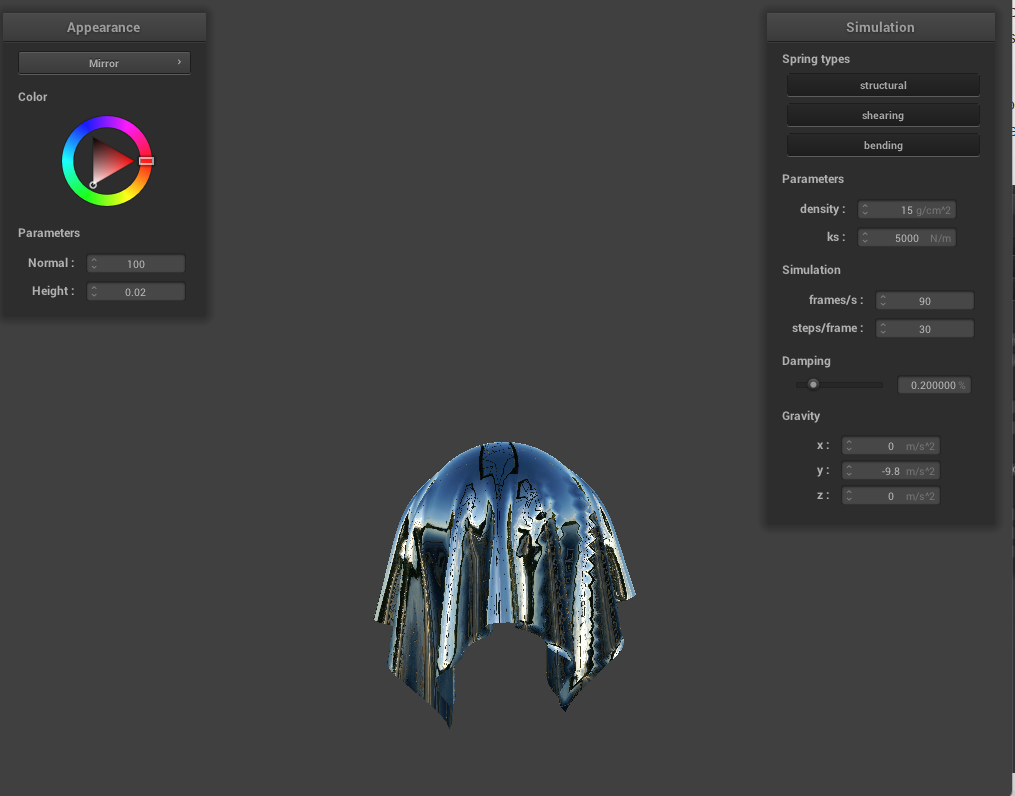 Appearance
Mirror
Color
Parameters
Normal :
100
Height :
0.02
Simulation
Spring types
structural
shearing
bending
Parameters
density :
15 g/cm^2
ks :
5000 N/m
Simulation
frames/s :
90
steps/frame :
30
Damping
0.200000 %
Gravity
x :
0 m/s^2
y :
-9.8 m/s^2
z :
0 m/s^2